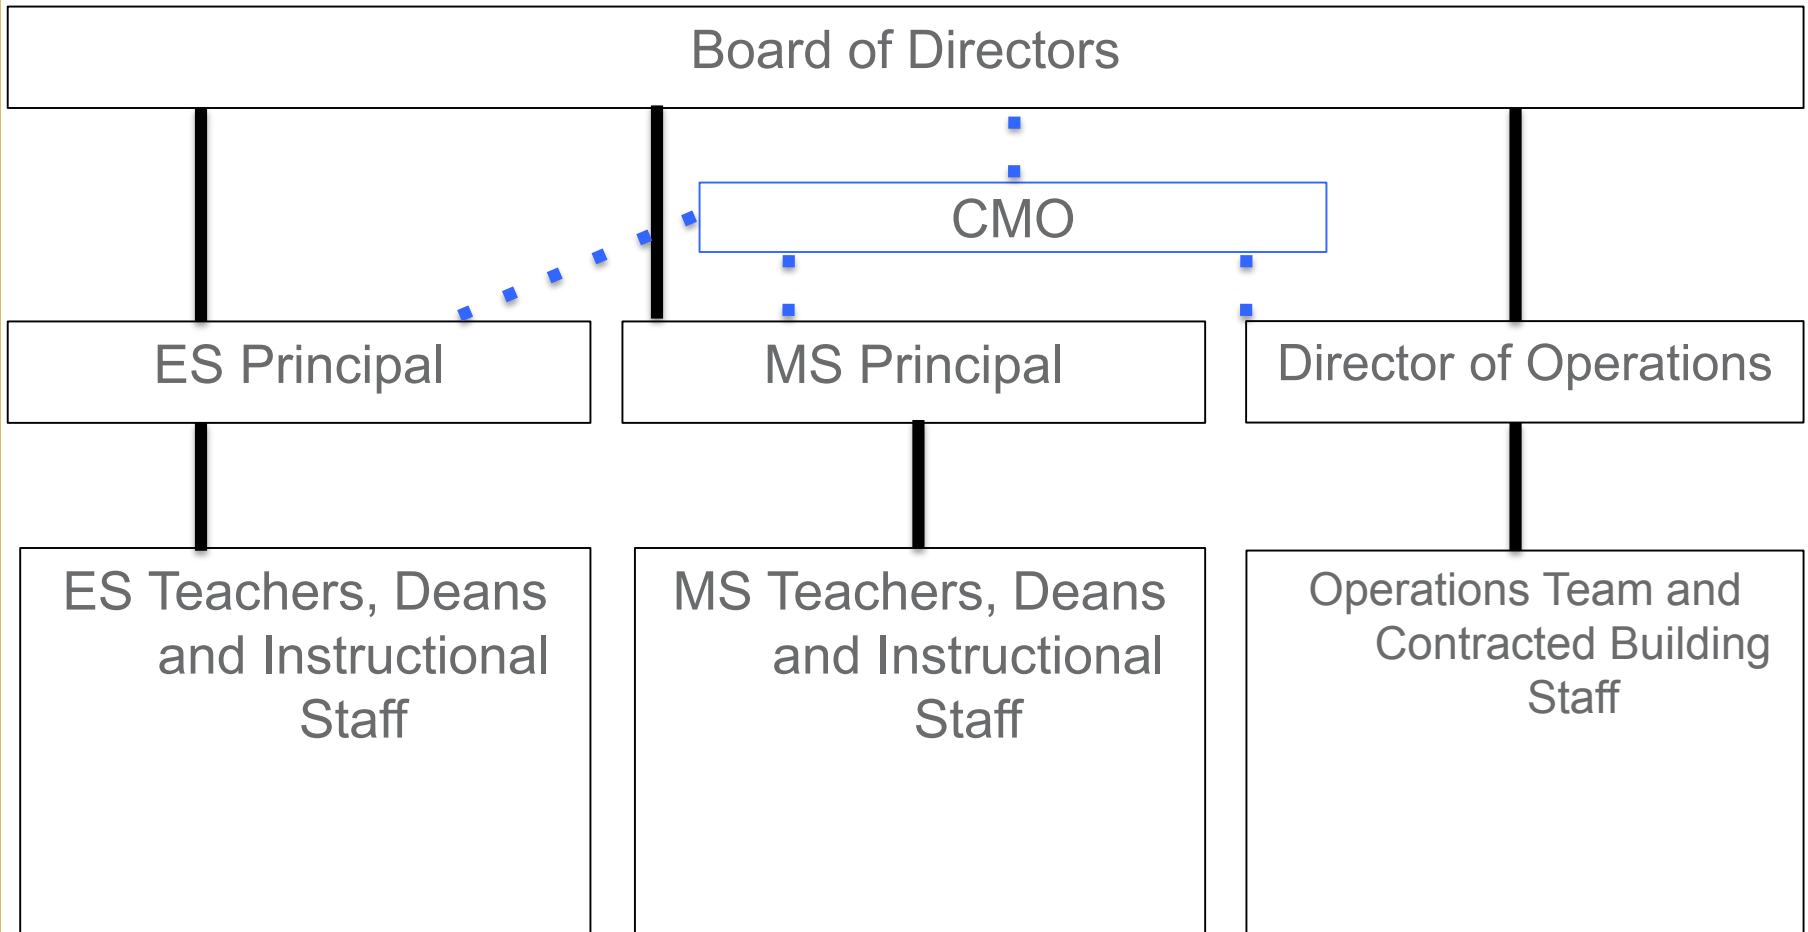 Board of Directors
CMO
ES Principal
MS Principal
Director of Operations
ES Teachers, Deans
and Instructional
Staff
MS Teachers, Deans
and Instructional
Staff
Operations Team and
Contracted Building
Staff